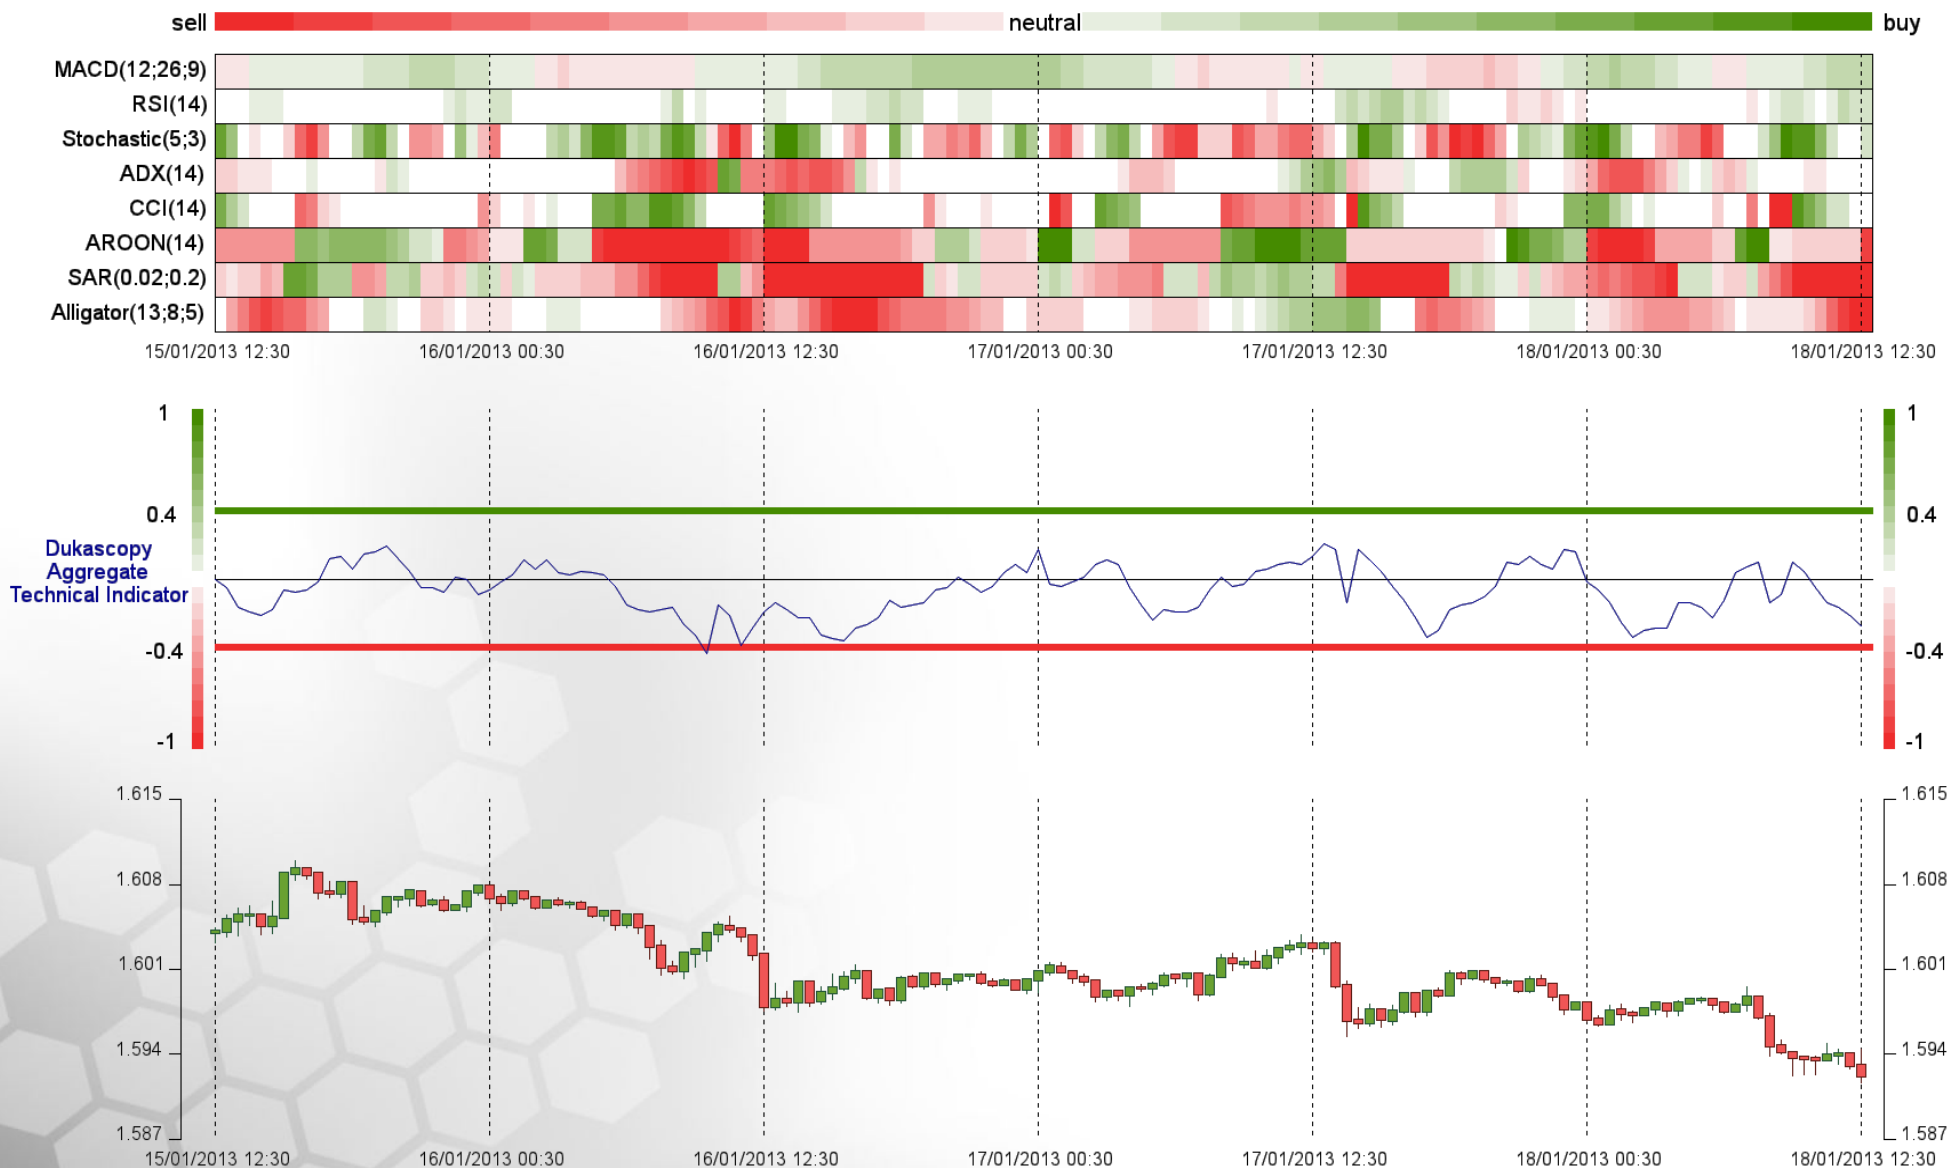 sell neutral buy
MACD(12;26;9)
RSI(14)
Stochastic(5;3)
ADX(14)
CCI(14)
AROON(14)
SAR(0.02;0.2)
Alligator(13;8;5)
15/01/2013 12:30 16/01/2013 00:30 16/01/2013 12:30 17/01/2013 00:30 17/01/2013 12:30 18/01/2013 00:30 18/01/2013 12:30
1 1
0.4 0.4
Dukascopy
Aggregate
Technical Indicator
-0.4 -0.4
-1 -1
1.615 1.615
1.608 1.608
1.601 1.601
1.594 1.594
1.587 1.587
15/01/2013 12:30 16/01/2013 00:30 16/01/2013 12:30 17/01/2013 00:30 17/01/2013 12:30 18/01/2013 00:30 18/01/2013 12:30